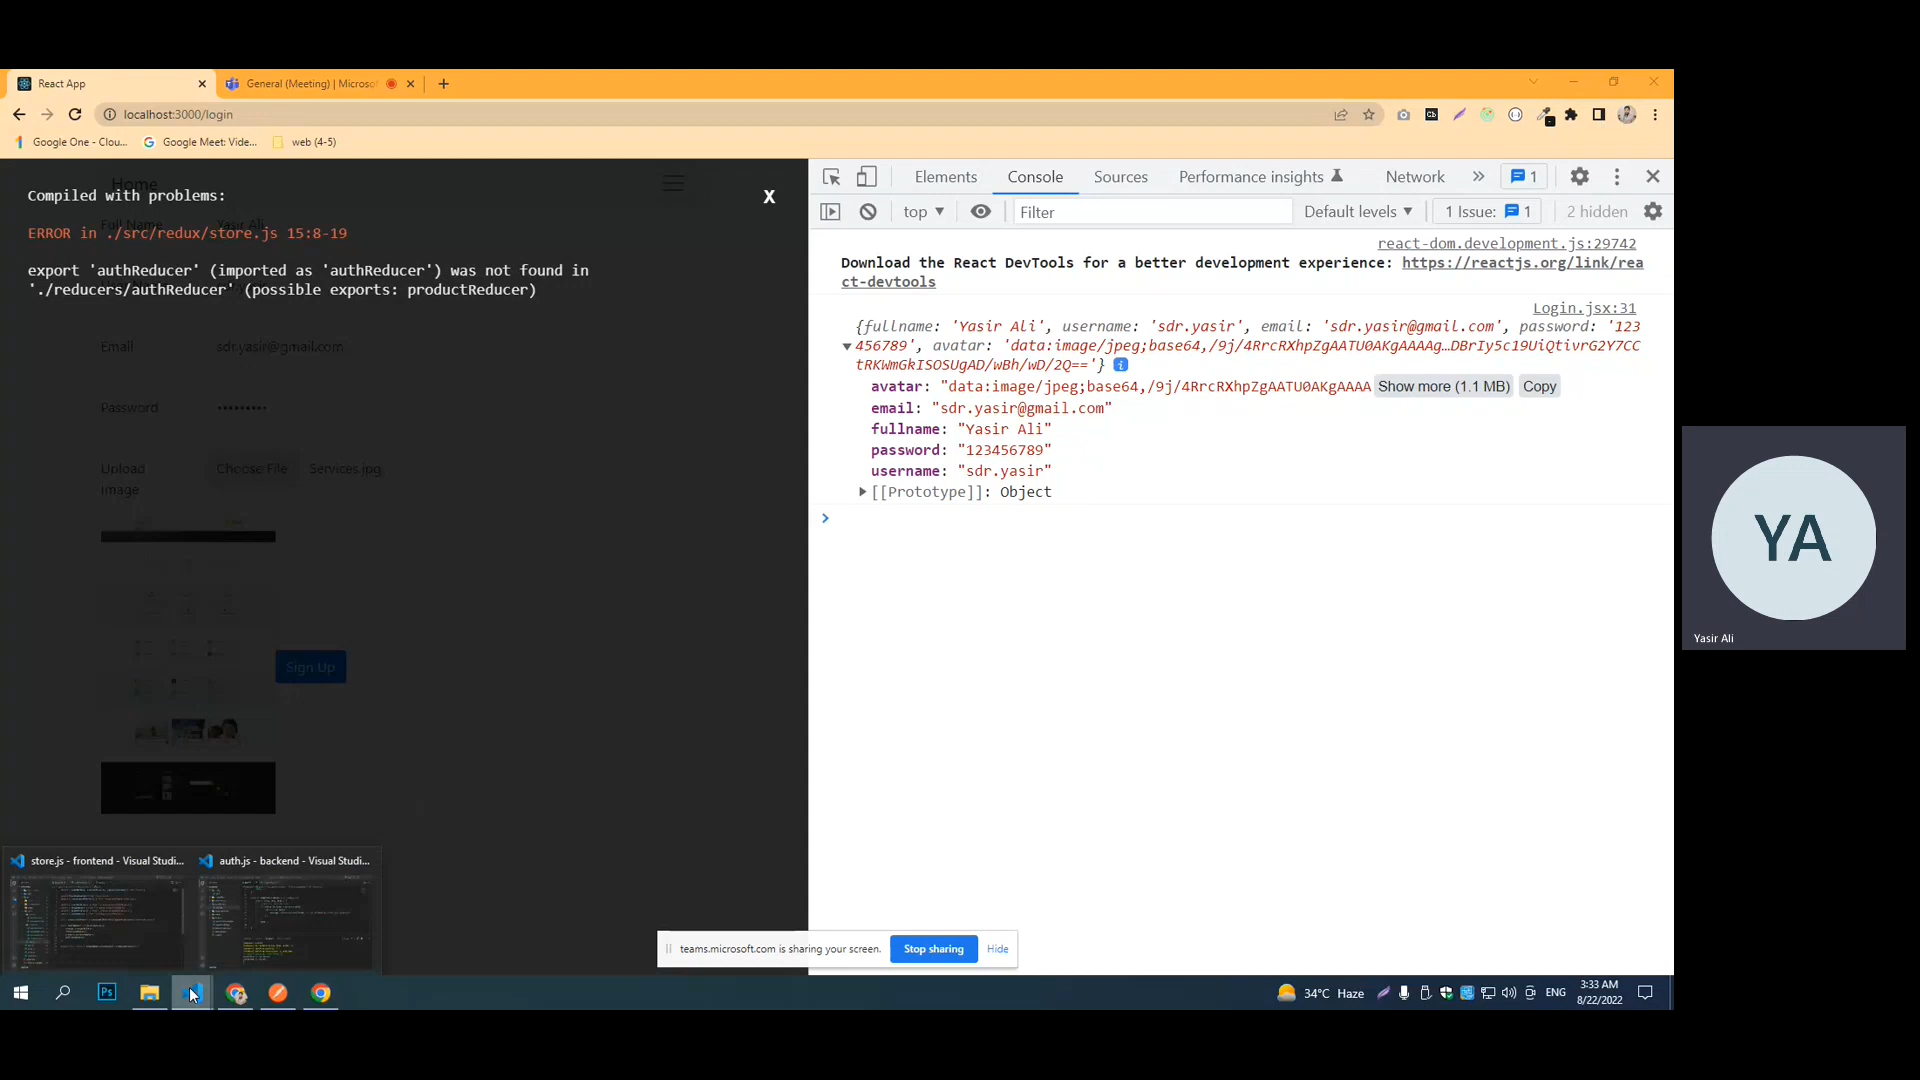 React App
General (Meeting) | Microsof
localhost:3000/login
Google One - Clou...
Google Meet: Vide...
web (4-5)
Home
Compiled with problems:
X
Full Name
Yasir Ali
ERROR in ./src/redux/store.js 15:8-19
export 'authReducer' (imported as 'authReducer') was not found in
'./reducers/authReducer' (possible exports: productReducer)
Email
sdr.yasir@gmail.com
Password
•••••••••
Upload
image
Choose File
Services.jpg
Sign Up
Elements
Console
Sources
Performance insights
Network
1
top
Filter
Default levels
1 Issue:
1
2 hidden
react-dom.development.js:29742
Download the React DevTools for a better development experience: https://reactjs.org/link/rea
ct-devtools
Login.jsx:31
{fullname: 'Yasir Ali', username: 'sdr.yasir', email: 'sdr.yasir@gmail.com', password: '123
456789', avatar: 'data:image/jpeg;base64,/9j/4RrcRXhpZgAATU0AKgAAAAg…DBrIy5c19UiQtivrG2Y7CC
tRKWmGkISOSUgAD/wBh/wD/2Q=='}
avatar: "data:image/jpeg;base64,/9j/4RrcRXhpZgAATU0AKgAAAA
Show more (1.1 MB)
Copy
email: "sdr.yasir@gmail.com"
fullname: "Yasir Ali"
password: "123456789"
username: "sdr.yasir"
[[Prototype]]: Object
YA
Yasir Ali
store.js - frontend - Visual Studi...
auth.js - backend - Visual Studi...
teams.microsoft.com is sharing your screen.
Stop sharing
Hide
Ps
34°C Haze
ENG
3:33 AM
8/22/2022